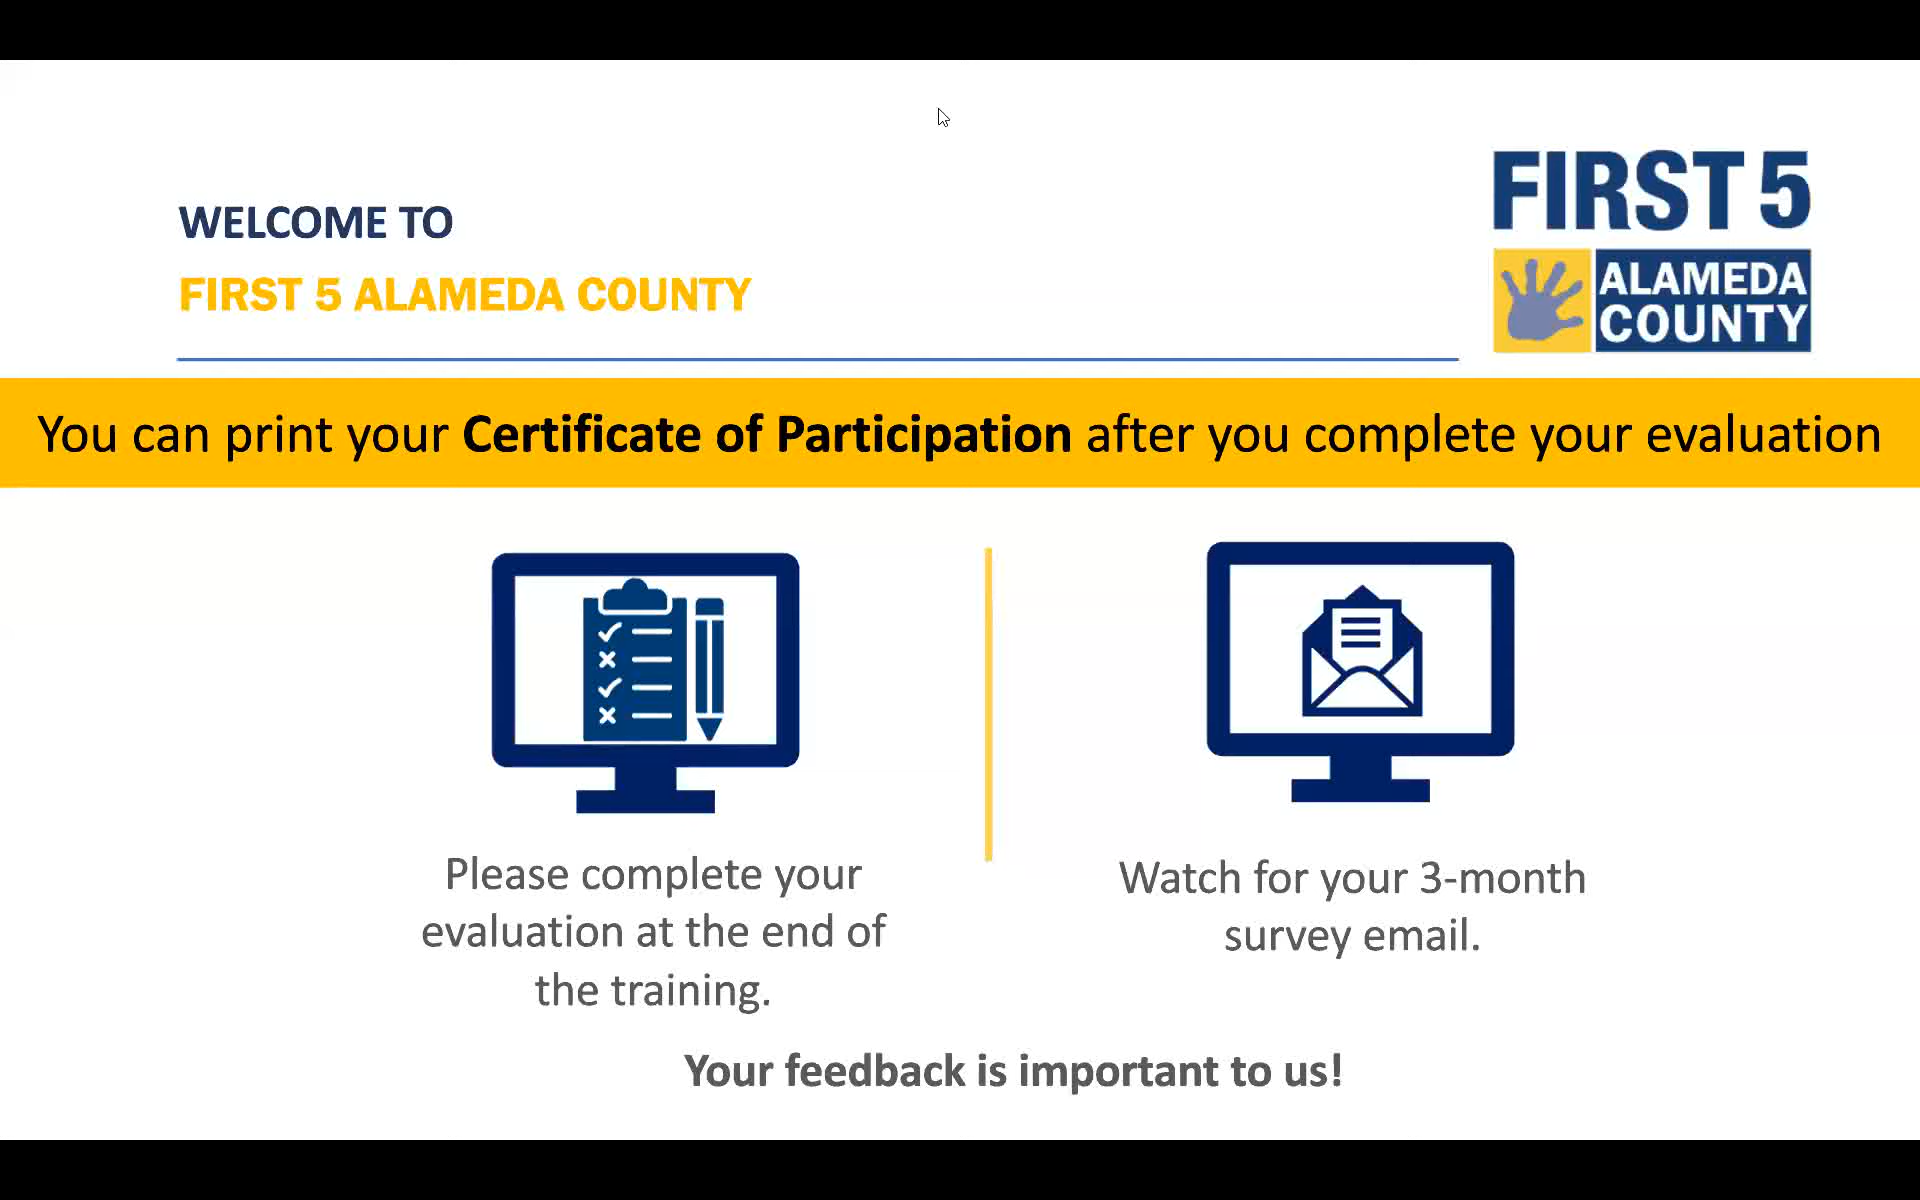 WELCOME TO
FIRST 5 ALAMEDA COUNTY
FIRST 5
ALAMEDA
COUNTY
You can print your Certificate of Participation after you complete your evaluation
Please complete your
evaluation at the end of
the training.
Watch for your 3-month
survey email.
Your feedback is important to us!